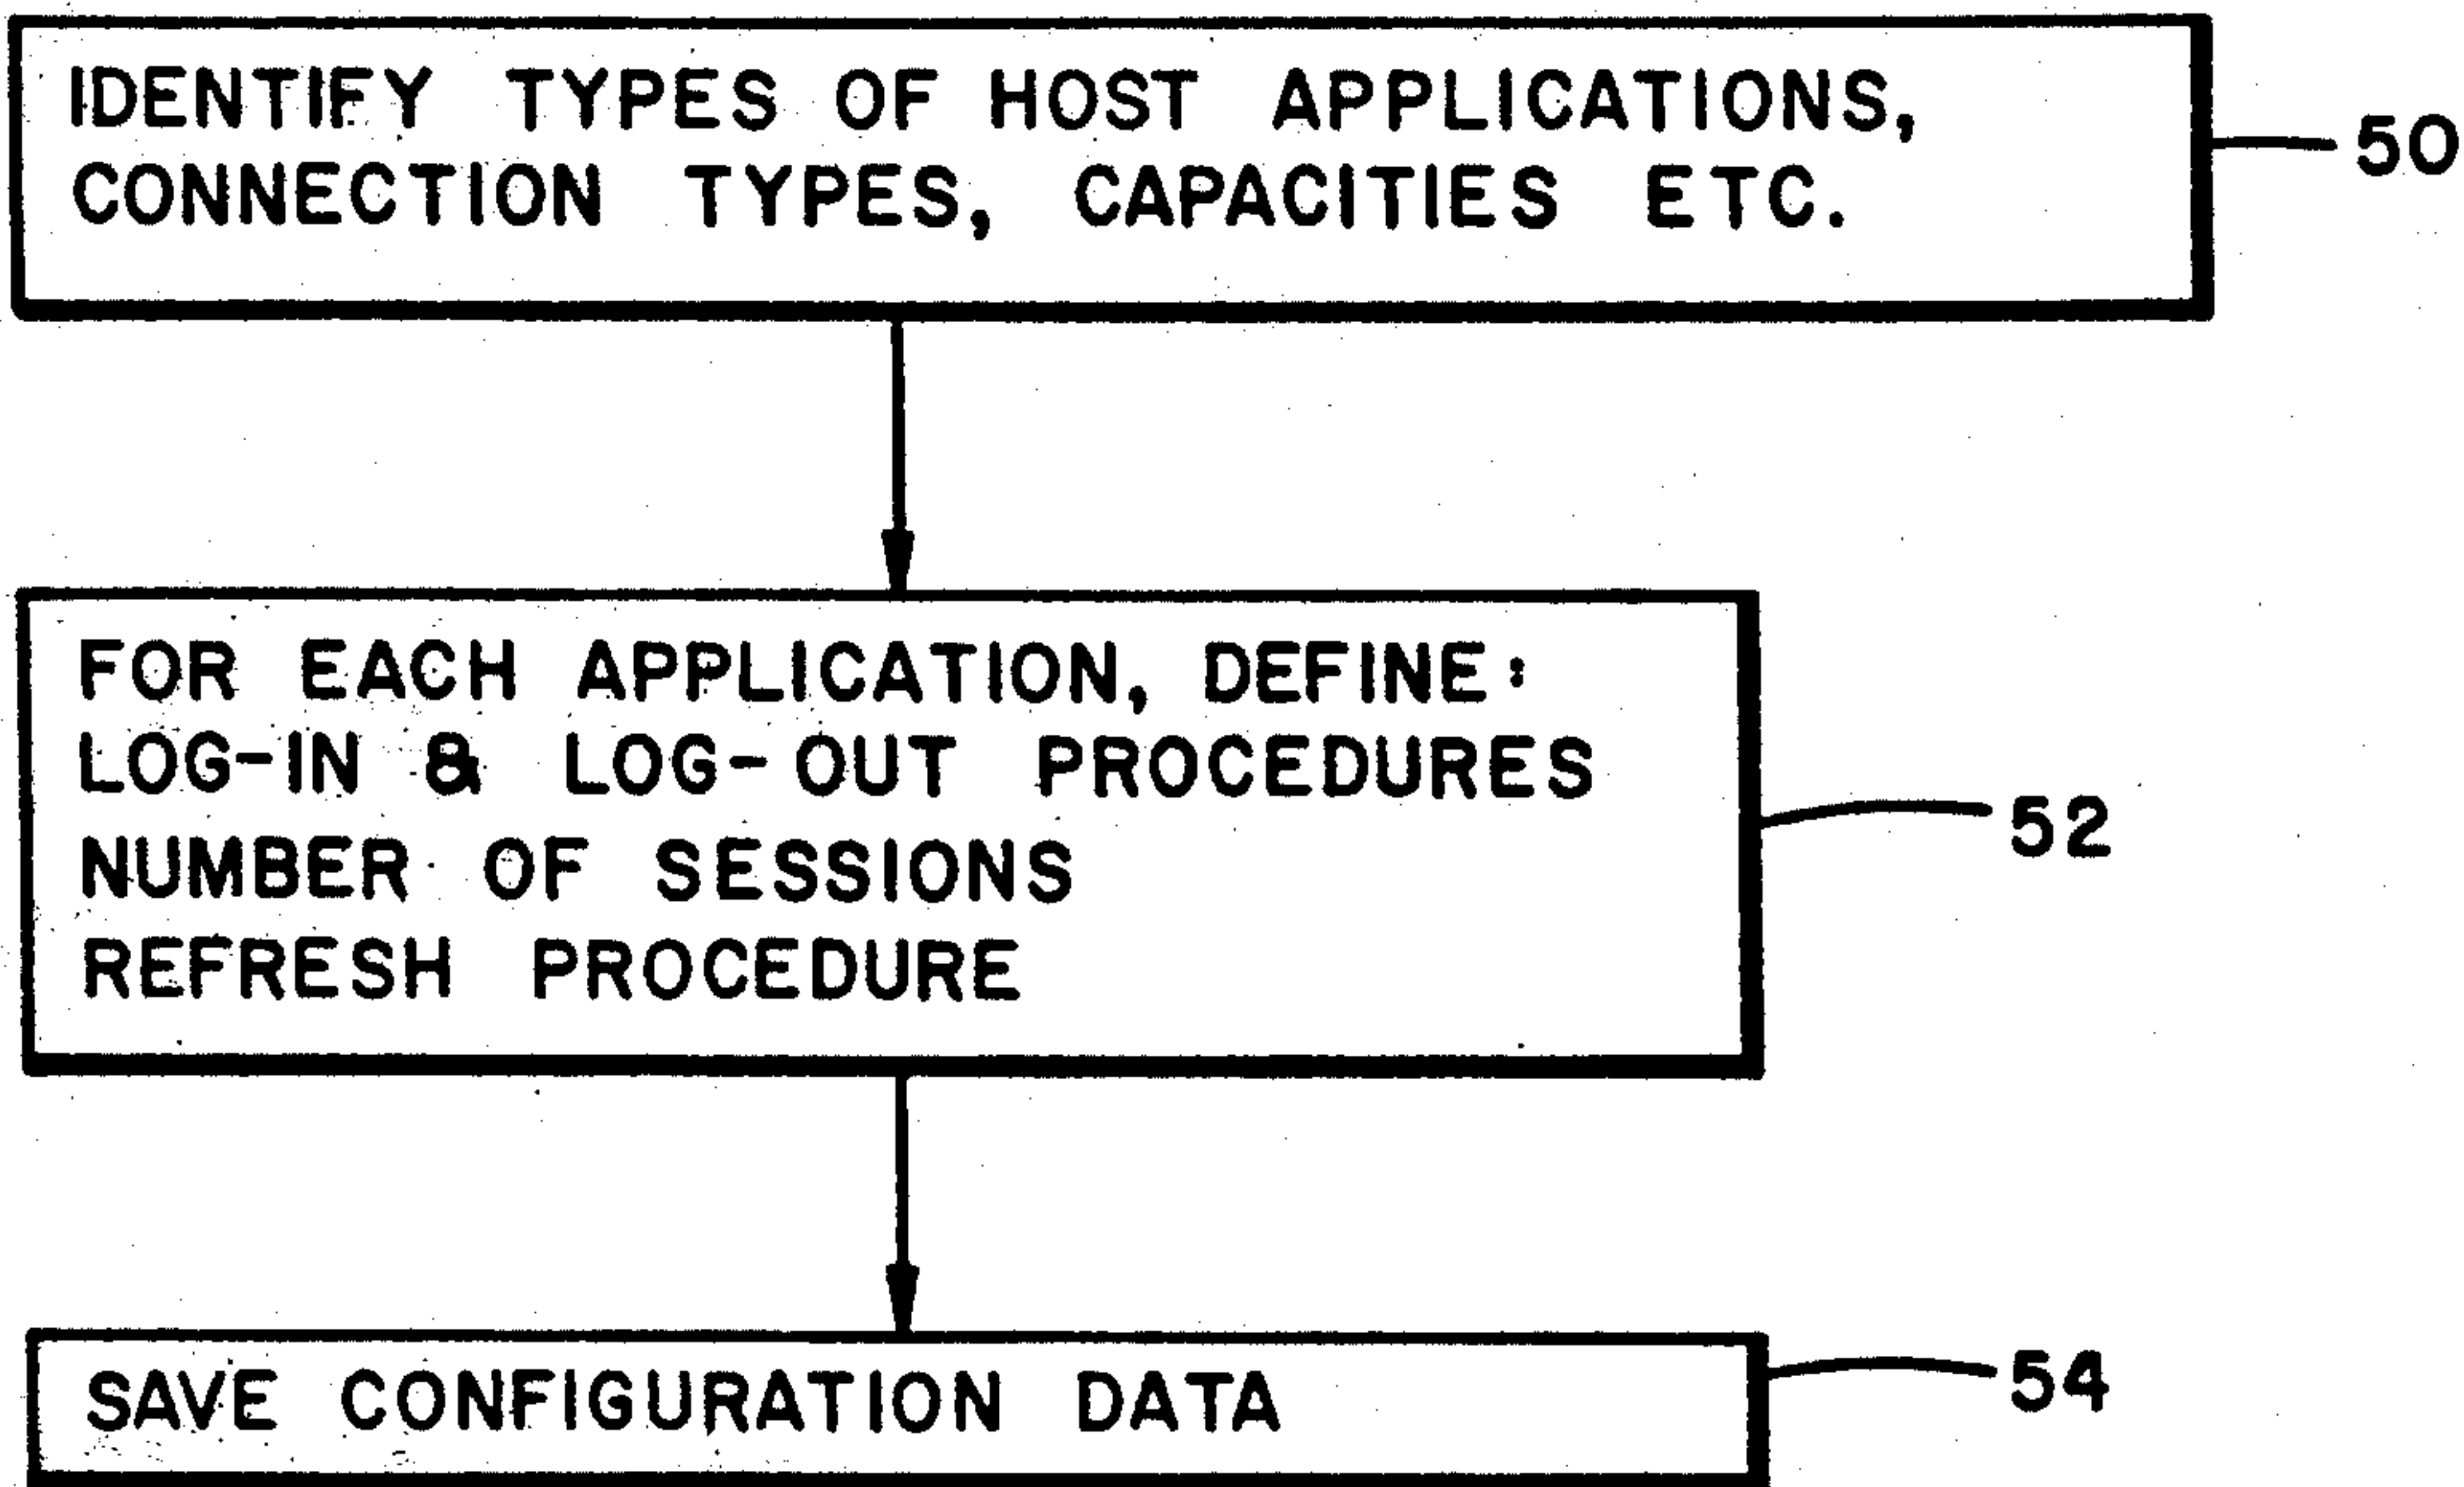 IDENTIFY TYPES OF HOST APPLICATIONS,
CONNECTION TYPES, CAPACITIES ETC.
50
FOR EACH APPLICATION, DEFINE:
LOG-IN & LOG-OUT PROCEDURES
NUMBER OF SESSIONS
REFRESH PROCEDURE
52
SAVE CONFIGURATION DATA
54